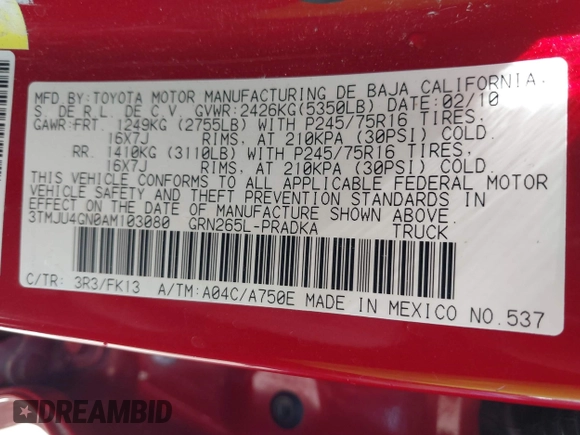 MFD BY: TOYOTA MOTOR MANUFACTURING DE BAJA CALIFORNIA.
S. DE R.L. DE C.V. GVWR: 2426KG(5350LB) DATE: 02/10
GAWR: FRT. 1249KG (2755LB) WITH P245/75R16 TIRES.
16X7J RIMS, AT 210KPA (30PSI) COLD.
RR. 1410KG (3110LB) WITH P245/75R16 TIRES.
16X7J RIMS, AT 210KPA (30PSI) COLD.
THIS VEHICLE CONFORMS TO ALL APPLICABLE FEDERAL MOTOR
VEHICLE SAFETY AND THEFT PREVENTION STANDARDS IN
EFFECT ON THE DATE OF MANUFACTURE SHOWN ABOVE.
3TMJU4GN0AM103080 GRN265L-PRADKA TRUCK
C/TR: 3R3/FK13 A/TM: A04C/A750E MADE IN MEXICO NO.537
DREAMBID